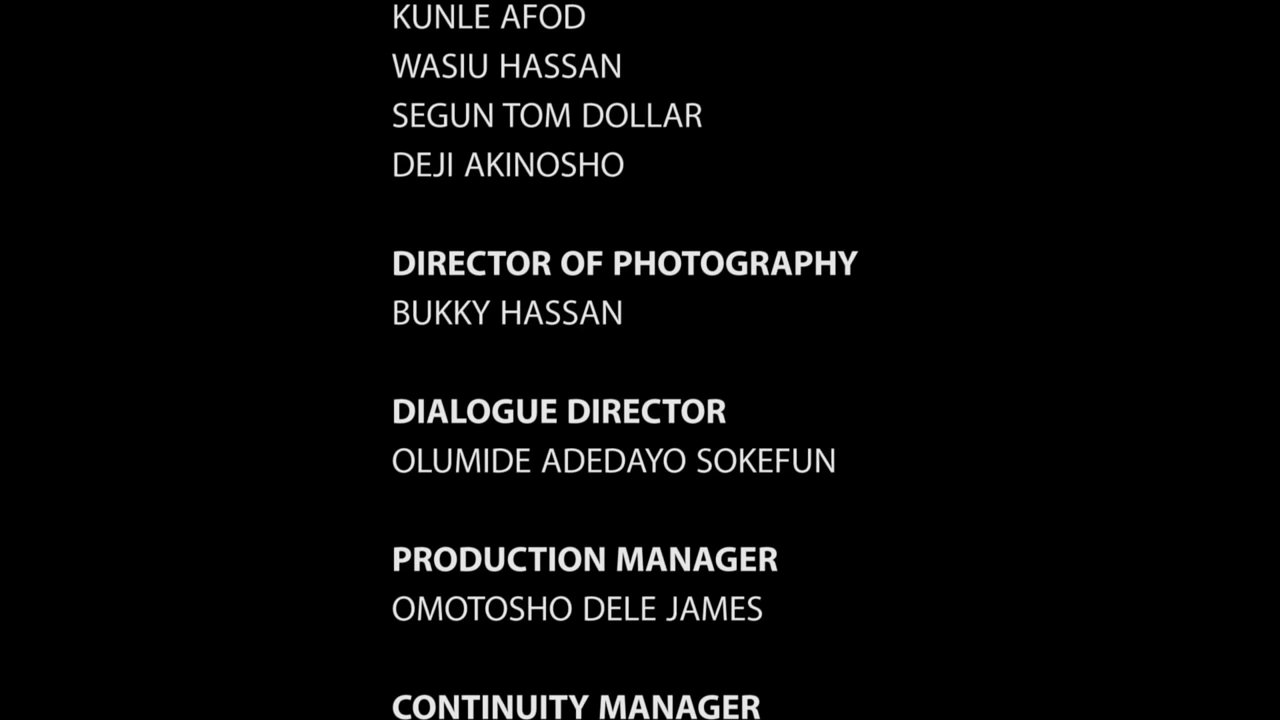 KUNLE AFOD
WASIU HASSAN
SEGUN TOM DOLLAR
DEJI AKINOSHO
DIRECTOR OF PHOTOGRAPHY
BUKKY HASSAN
DIALOGUE DIRECTOR
OLUMIDE ADEDAYO SOKEFUN
PRODUCTION MANAGER
OMOTOSHO DELE JAMES
CONTINUITY MANAGER